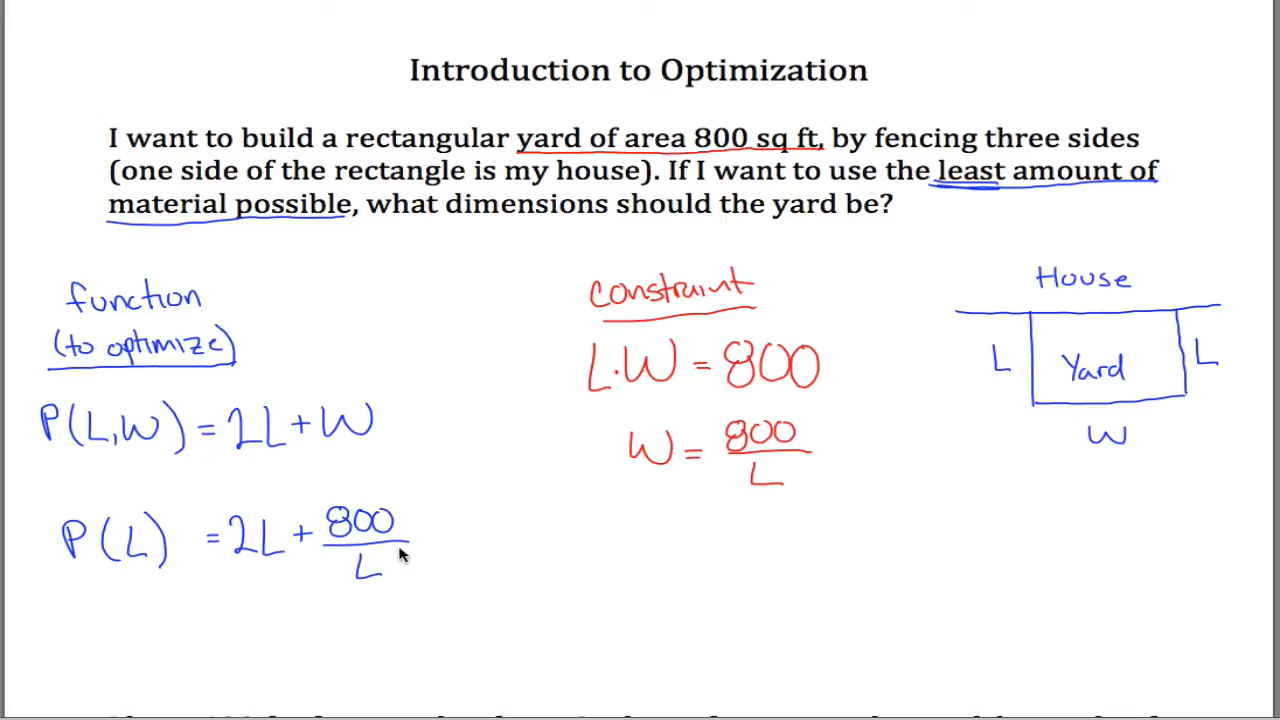 Introduction to Optimization
I want to build a rectangular yard of area 800 sq ft, by fencing three sides
(one side of the rectangle is my house). If I want to use the least amount of
material possible, what dimensions should the yard be?
function
(to optimize)
P(L,W) = 2L + W
P(L) = 2L + 800/L
constraint
L·W = 800
W = 800/L
House
L
Yard
L
W